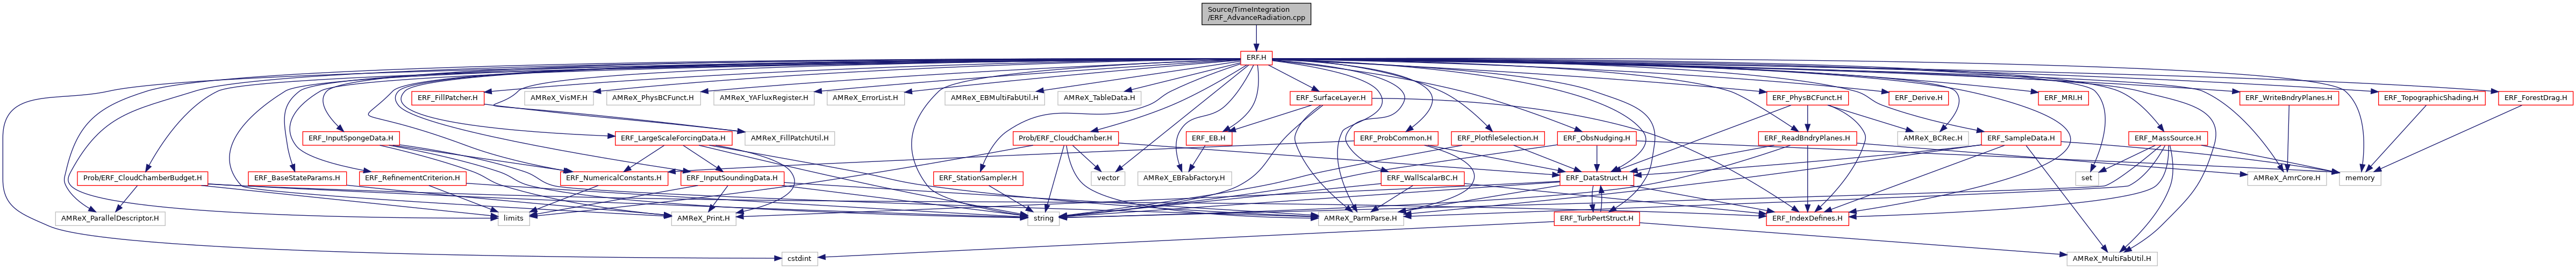 Source/TimeIntegration
/ERF_AdvanceRadiation.cpp
ERF.H
ERF_FillPatcher.H
AMReX_VisMF.H
AMReX_PhysBCFunct.H
AMReX_YAFluxRegister.H
AMReX_ErrorList.H
AMReX_EBMultiFabUtil.H
AMReX_TableData.H
ERF_SurfaceLayer.H
ERF_PhysBCFunct.H
ERF_Derive.H
ERF_MRI.H
ERF_WriteBndryPlanes.H
ERF_TopographicShading.H
ERF_ForestDrag.H
ERF_InputSpongeData.H
ERF_LargeScaleForcingData.H
AMReX_FillPatchUtil.H
Prob/ERF_CloudChamber.H
ERF_EB.H
ERF_ProbCommon.H
ERF_PlotfileSelection.H
ERF_ObsNudging.H
ERF_ReadBndryPlanes.H
AMReX_BCRec.H
ERF_SampleData.H
ERF_MassSource.H
Prob/ERF_CloudChamberBudget.H
ERF_BaseStateParams.H
ERF_RefinementCriterion.H
ERF_NumericalConstants.H
ERF_InputSoundingData.H
ERF_StationSampler.H
vector
AMReX_EBFabFactory.H
ERF_WallScalarBC.H
ERF_DataStruct.H
set
AMReX_AmrCore.H
memory
AMReX_ParallelDescriptor.H
limits
AMReX_Print.H
string
AMReX_ParmParse.H
ERF_TurbPertStruct.H
ERF_IndexDefines.H
cstdint
AMReX_MultiFabUtil.H